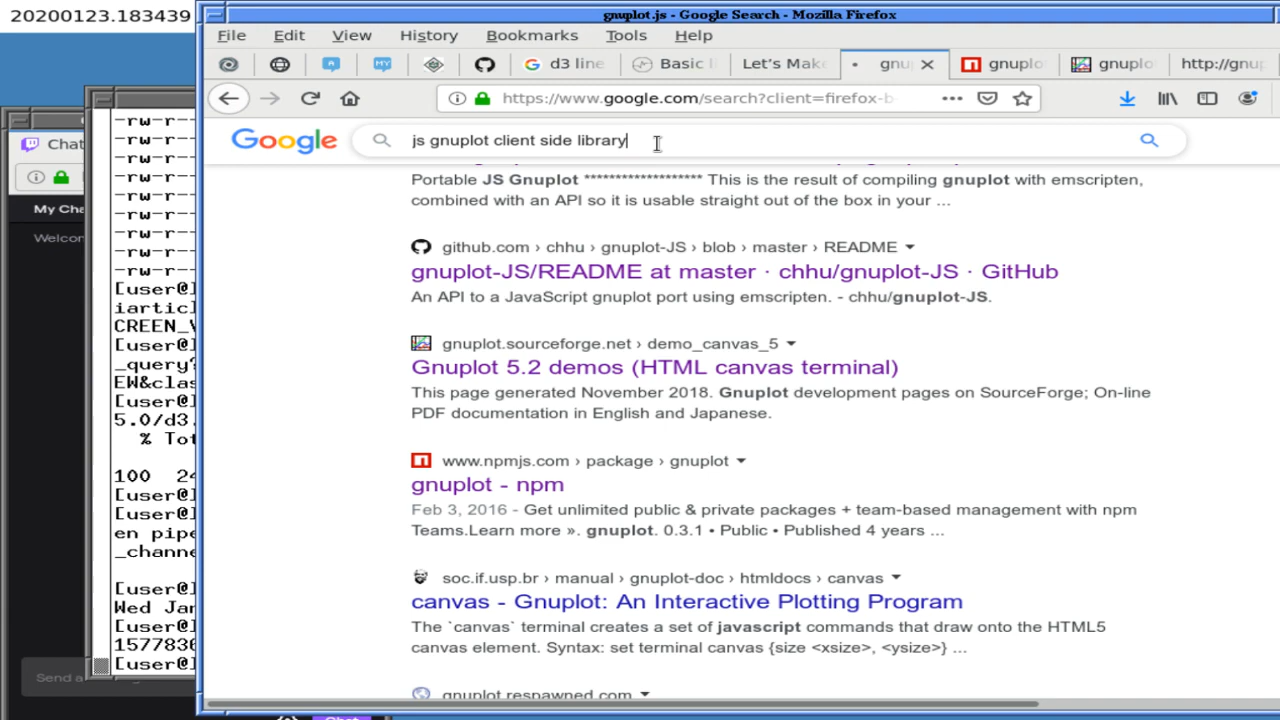 20200123.183439
gnuplot.js - Google Search - Mozilla Firefox
File Edit View History Bookmarks Tools Help
d3 line Basic l Let's Mak gnu gnuplo gnuplo http://gnu
https://www.google.com/search?client=firefox-b-
Google js gnuplot client side library
Portable JS Gnuplot ******************* This is the result of compiling gnuplot with emscripten,
combined with an API so it is usable straight out of the box in your ...
github.com › chhu › gnuplot-JS › blob › master › README
gnuplot-JS/README at master · chhu/gnuplot-JS · GitHub
An API to a JavaScript gnuplot port using emscripten. - chhu/gnuplot-JS.
gnuplot.sourceforge.net › demo_canvas_5
Gnuplot 5.2 demos (HTML canvas terminal)
This page generated November 2018. Gnuplot development pages on SourceForge; On-line
PDF documentation in English and Japanese.
www.npmjs.com › package › gnuplot
gnuplot - npm
Feb 3, 2016 - Get unlimited public & private packages + team-based management with npm
Teams.Learn more ». gnuplot. 0.3.1 • Public • Published 4 years ...
soc.if.usp.br › manual › gnuplot-doc › htmldocs › canvas
canvas - Gnuplot: An Interactive Plotting Program
The `canvas` terminal creates a set of javascript commands that draw onto the HTML5
canvas element. Syntax: set terminal canvas {size <xsize>, <ysize>} ...
gnuplot.respawned.com
-rw-r--
-rw-r--
-rw-r--
-rw-r--
-rw-r--
-rw-r--
-rw-r--
-rw-r--
-rw-r--
[user@
iartic
CREEN_
[user@
_query?
EW&clas
[user@
5.0/d3.
% Tot
100 24
[user@
[user@
en pipe
_channe
[user@
Wed Jan
[user@
1577836
[user@
Chat
My Cha
Welcon
Send a
Chat